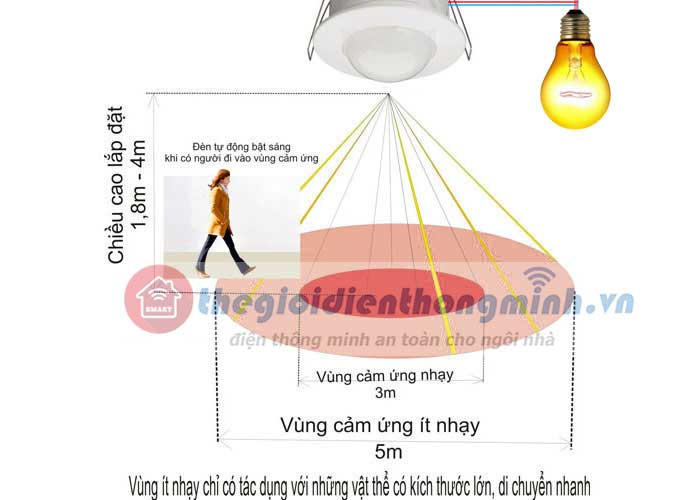 Đèn tự động bật sáng
khi có người đi vào vùng cảm ứng
Chiều cao lắp đặt
1,8m - 4m
SMART
thegioidienthongminh.vn
điện thông minh an toàn cho ngôi nhà
Vùng cảm ứng nhạy
3m
Vùng cảm ứng ít nhạy
5m
Vùng ít nhạy chỉ có tác dụng với những vật thể có kích thước lớn, di chuyển nhanh